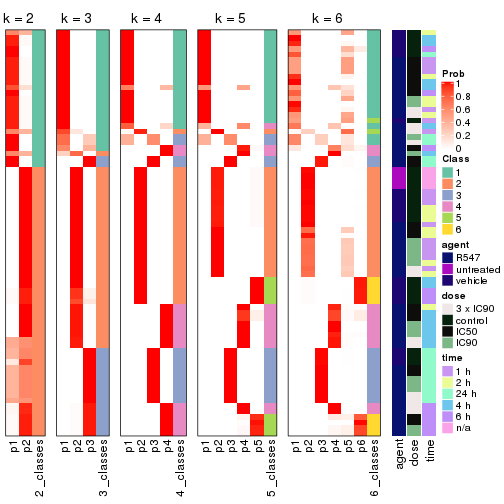 k = 2 k = 3 k = 4 k = 5 k = 6
Prob
1
0.8
0.6
0.4
0.2
0
Class
1
2
3
4
5
6
agent
R547
untreated
vehicle
dose
3 x IC90
control
IC50
IC90
time
1 h
2 h
24 h
4 h
6 h
n/a
p1 p2 2_classes p1 p2 p3 3_classes p1 p2 p3 p4 4_classes p1 p2 p3 p4 p5 5_classes p1 p2 p3 p4 p5 p6 6_classes agent dose time